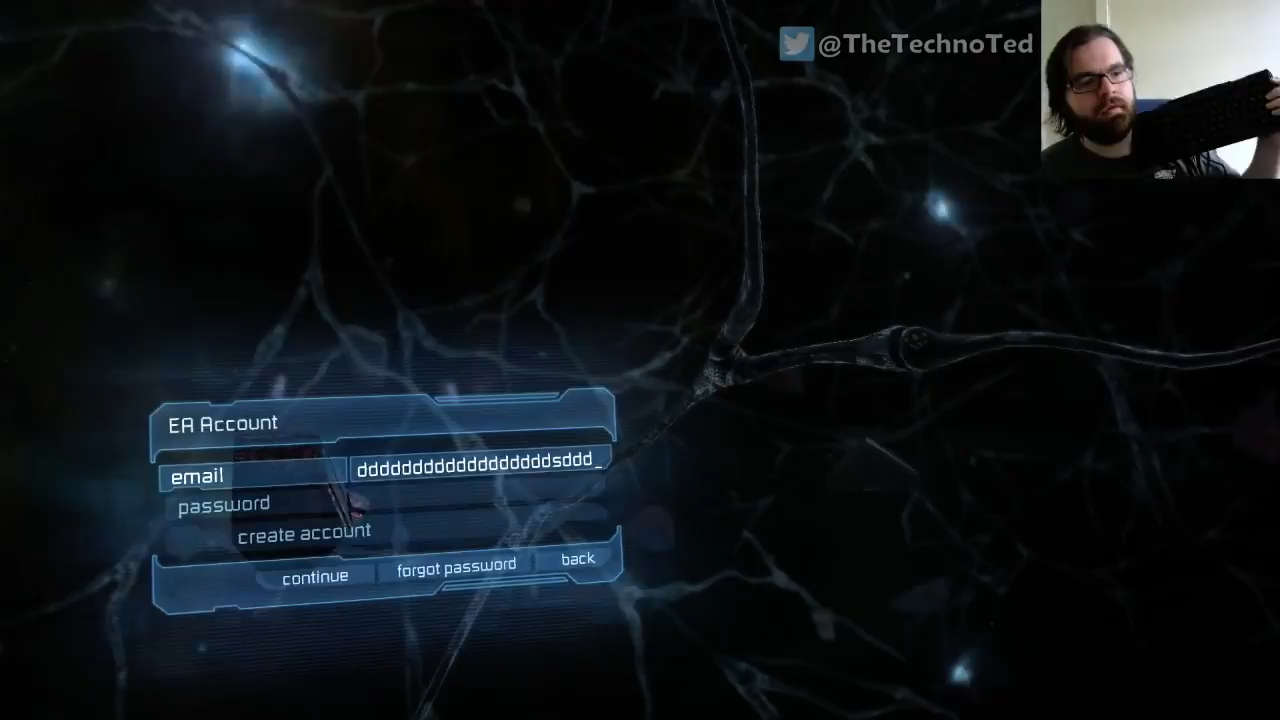 @TheTechnoTed
EA Account
email dddddddddddddddddsddd_
password
create account
continue forgot password back